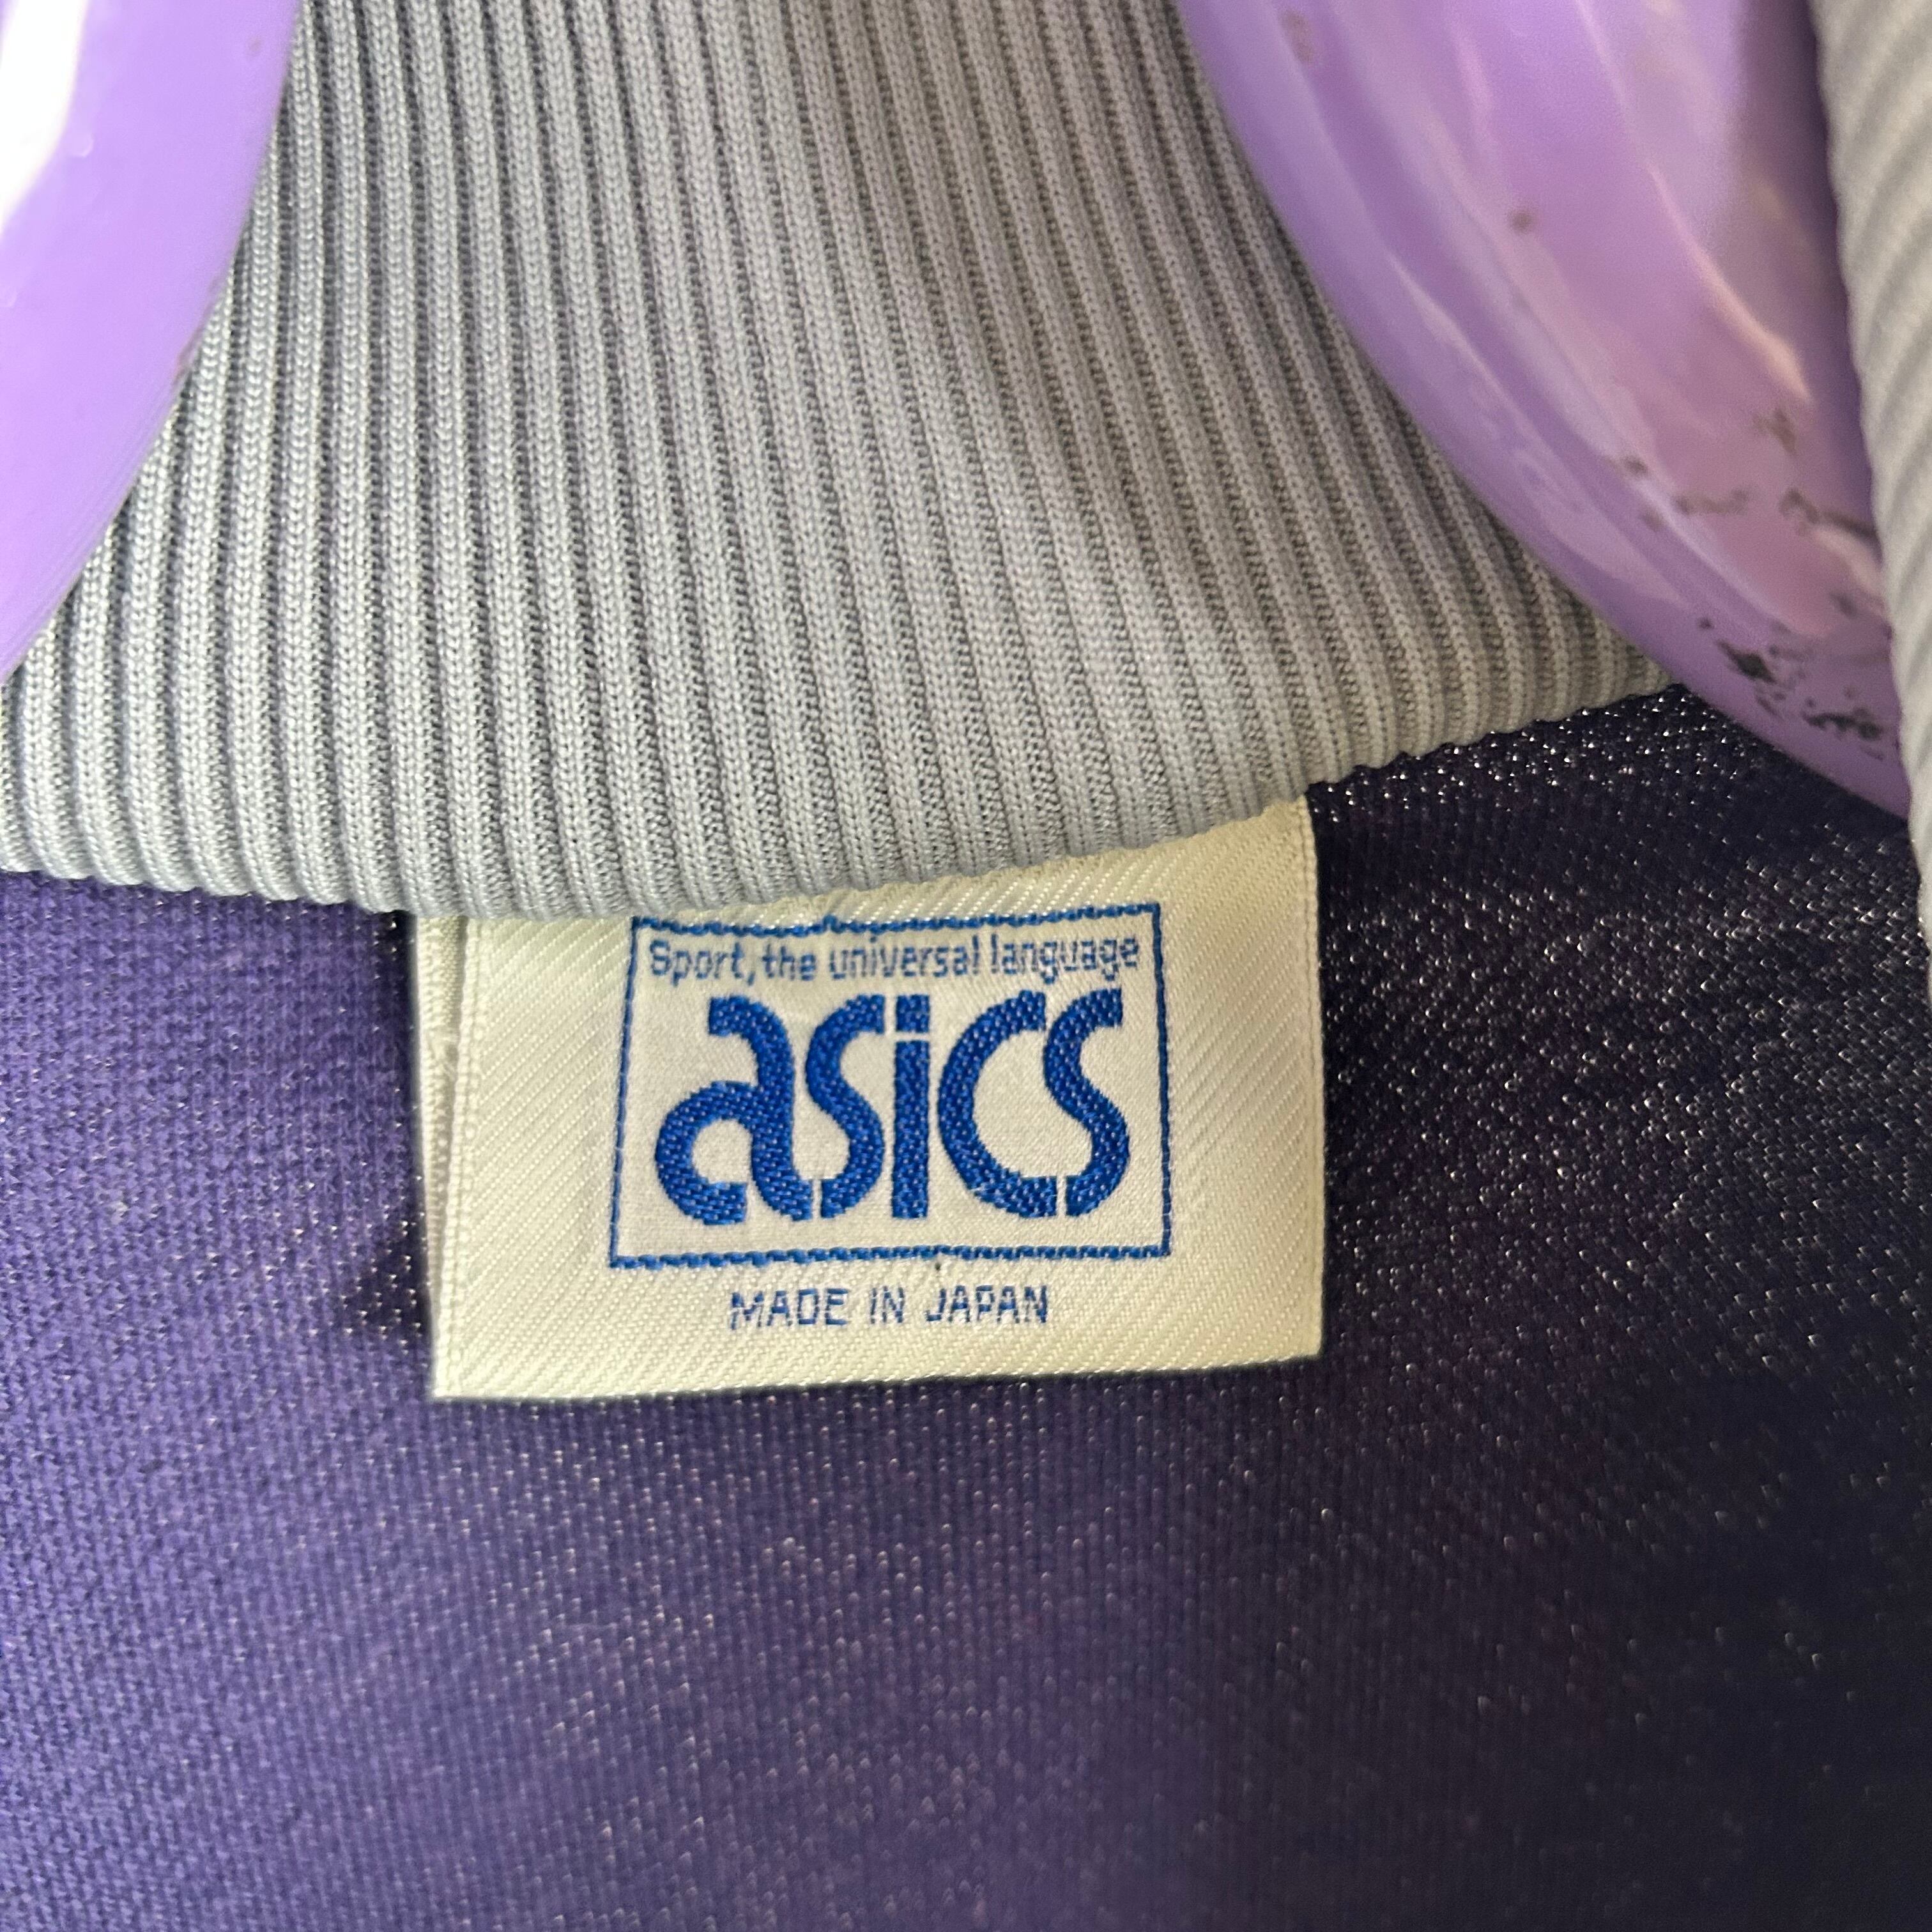 Sport, the universal language
asics
MADE IN JAPAN